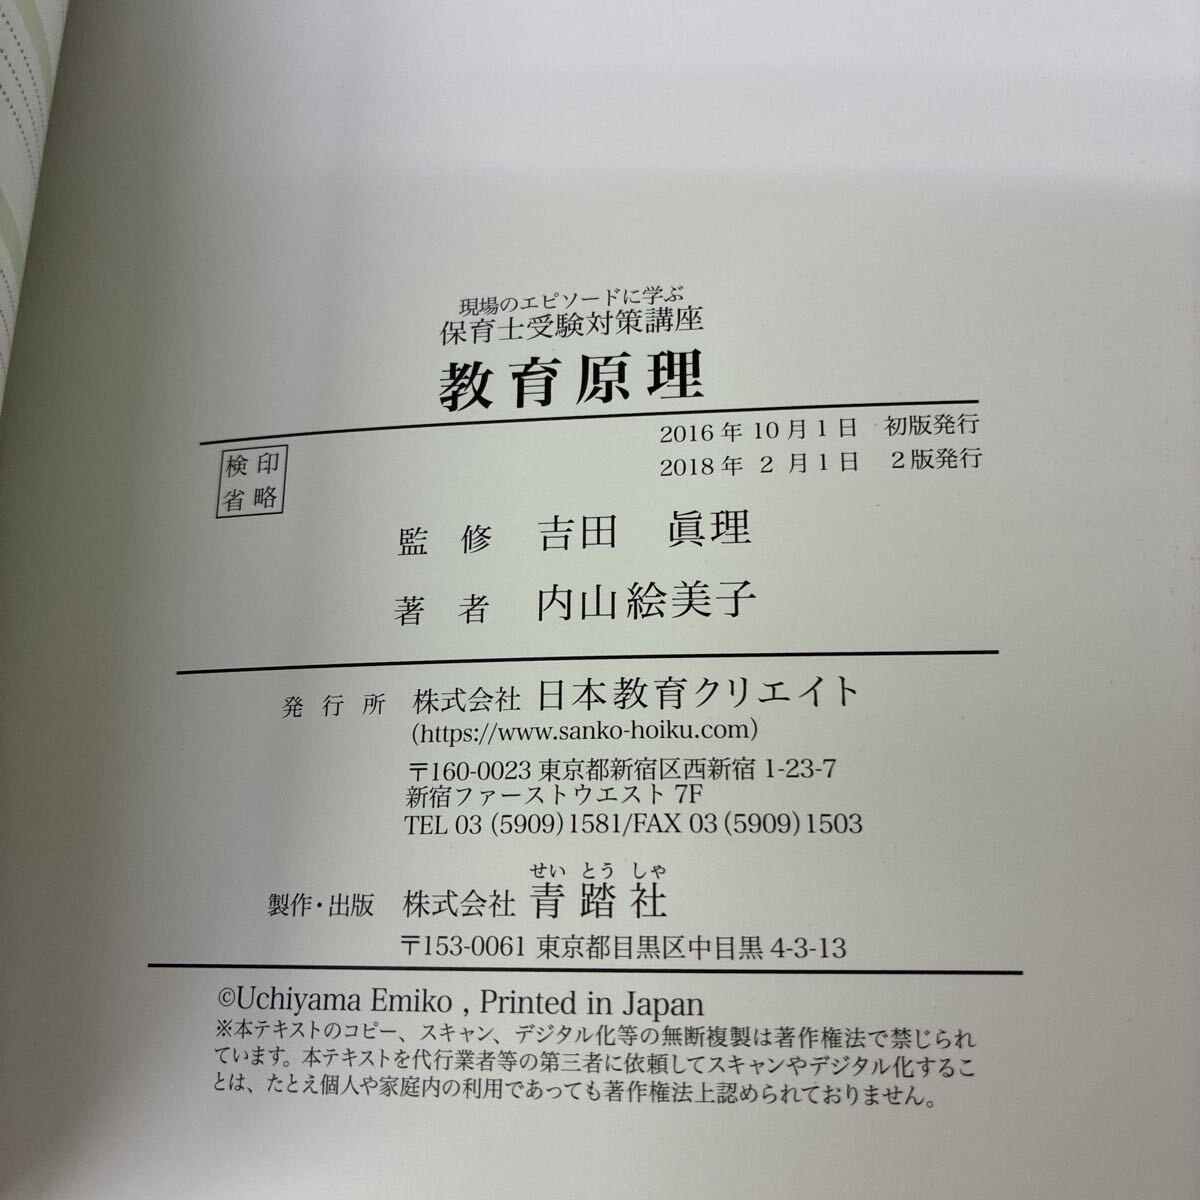 現場のエピソードに学ぶ
保育士受験対策講座
教育原理
2016年10月1日 初版発行
2018年 2月1日 2版発行
検印
省略
監修 吉田 眞理
著者 内山絵美子
発行所 株式会社 日本教育クリエイト
(https://www.sanko-hoiku.com)
〒160-0023 東京都新宿区西新宿 1-23-7
新宿ファーストウエスト 7F
TEL 03 (5909) 1581/FAX 03 (5909) 1503
せい とう しゃ
製作・出版 株式会社 青踏社
〒153-0061 東京都目黒区中目黒4-3-13
©Uchiyama Emiko , Printed in Japan
※本テキストのコピー、スキャン、デジタル化等の無断複製は著作権法で禁じられ
ています。本テキストを代行業者等の第三者に依頼してスキャンやデジタル化するこ
とは、たとえ個人や家庭内の利用であっても著作権法上認められておりません。